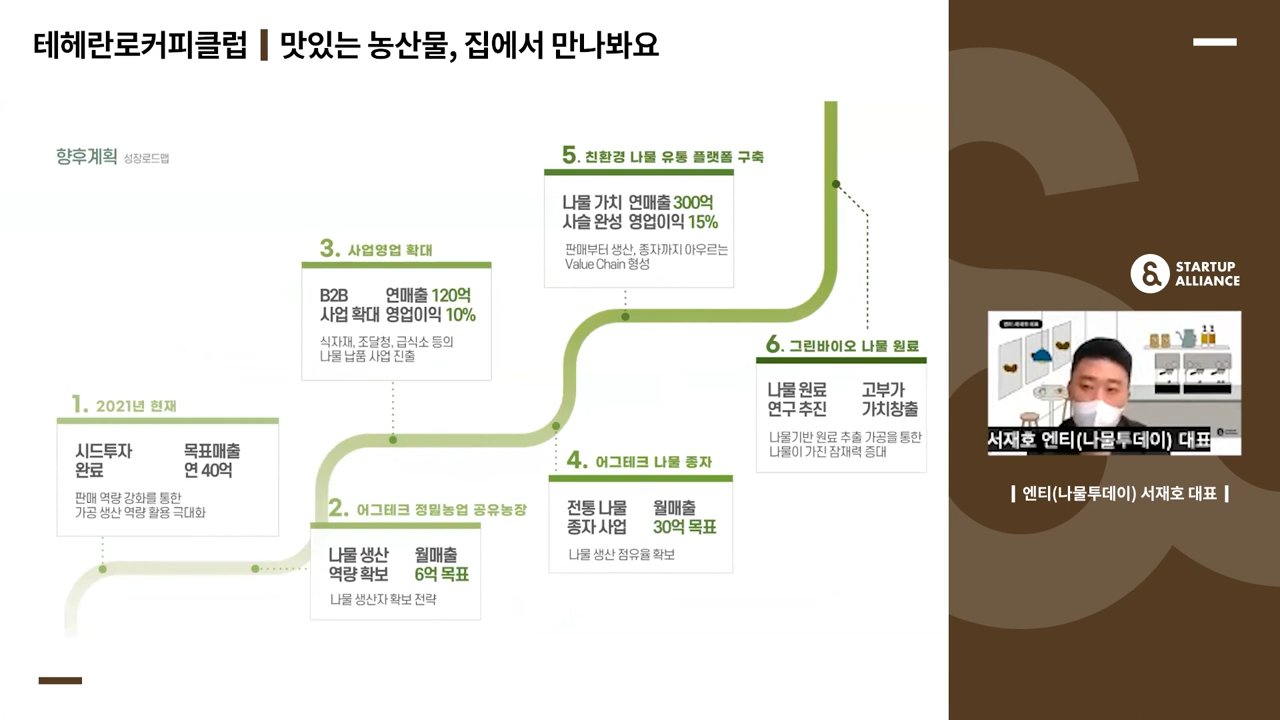 테헤란로커피클럽 | 맛있는 농산물, 집에서 만나봐요
향후계획 성장로드맵
1. 2021년 현재
시드투자 완료
목표매출 연 40억
판매 역량 강화를 통한
가공 생산 역량 활용 극대화
2. 어그테크 정밀농업 공유농장
나물 생산 역량 확보
월매출 6억 목표
나물 생산자 확보 전략
3. 사업영업 확대
B2B 사업 확대
연매출 120억
영업이익 10%
식자재, 조달청, 급식소 등의
나물 납품 사업 진출
4. 어그테크 나물 종자
전통 나물 종자 사업
월매출 30억 목표
나물 생산 점유율 확보
5. 친환경 나물 유통 플랫폼 구축
나물 가치 사슬 완성
연매출 300억
영업이익 15%
판매부터 생산, 종자까지 아우르는
Value Chain 형성
6. 그린바이오 나물 원료
나물 원료 연구 추진
고부가 가치창출
나물기반 원료 추출 가공을 통한
나물이 가진 잠재력 증대
STARTUP
ALLIANCE
서재호 엔티(나물투데이) 대표
| 엔티(나물투데이) 서재호 대표 |